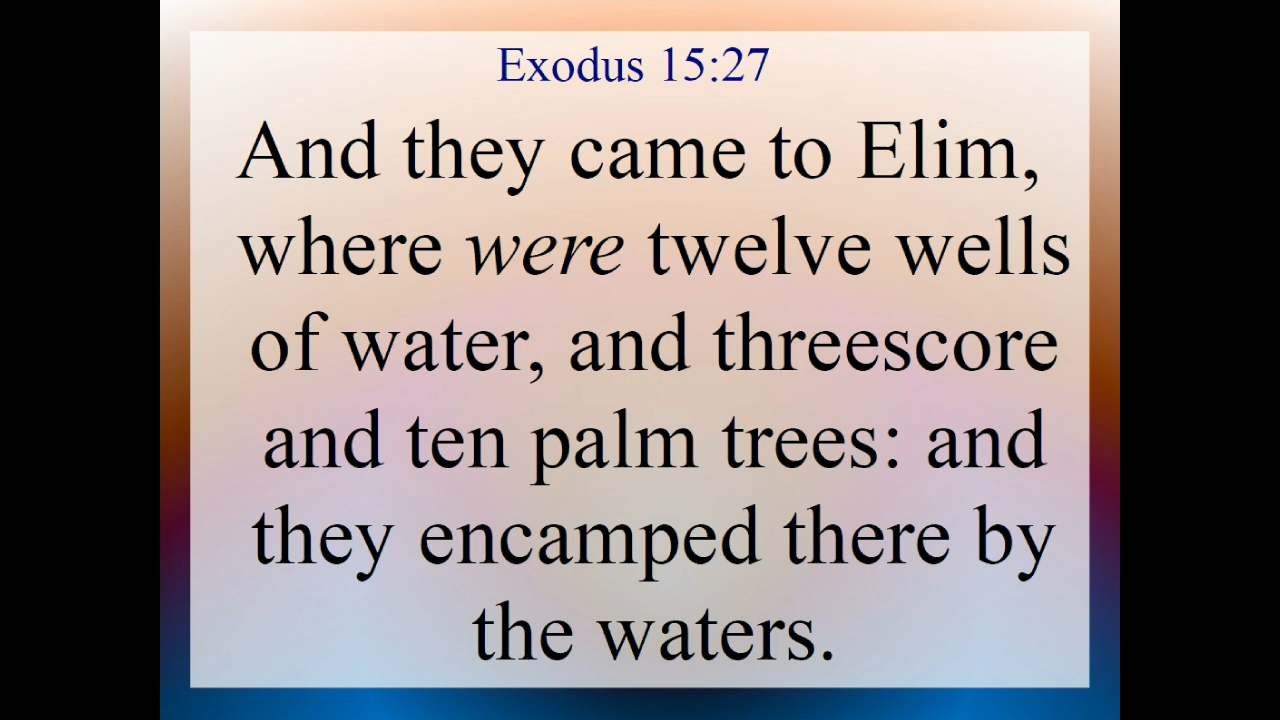 Exodus 15:27
And they came to Elim,
where were twelve wells
of water, and threescore
and ten palm trees: and
they encamped there by
the waters.